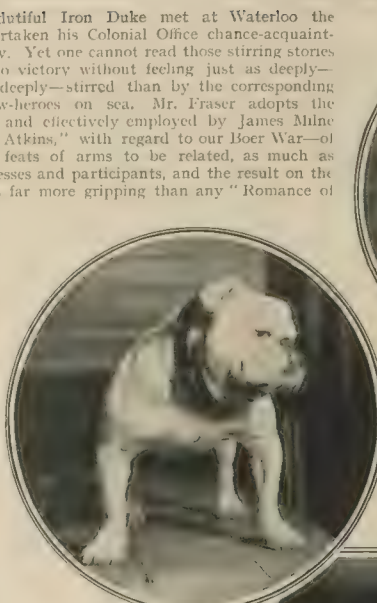 dutiful Iron Duke met at Waterloo the
rtaken his Colonial Office chance-acquaint-
y. Yet one cannot read those stirring stories
o victory without feeling just as deeply—
deeply—stirred than by the corresponding
w-heroes on sea. Mr. Fraser adopts the
and effectively employed by James Milne
Atkins," with regard to our Boer War—of
feats of arms to be related, as much as
esses and participants, and the result on the
far more gripping than any "Romance of